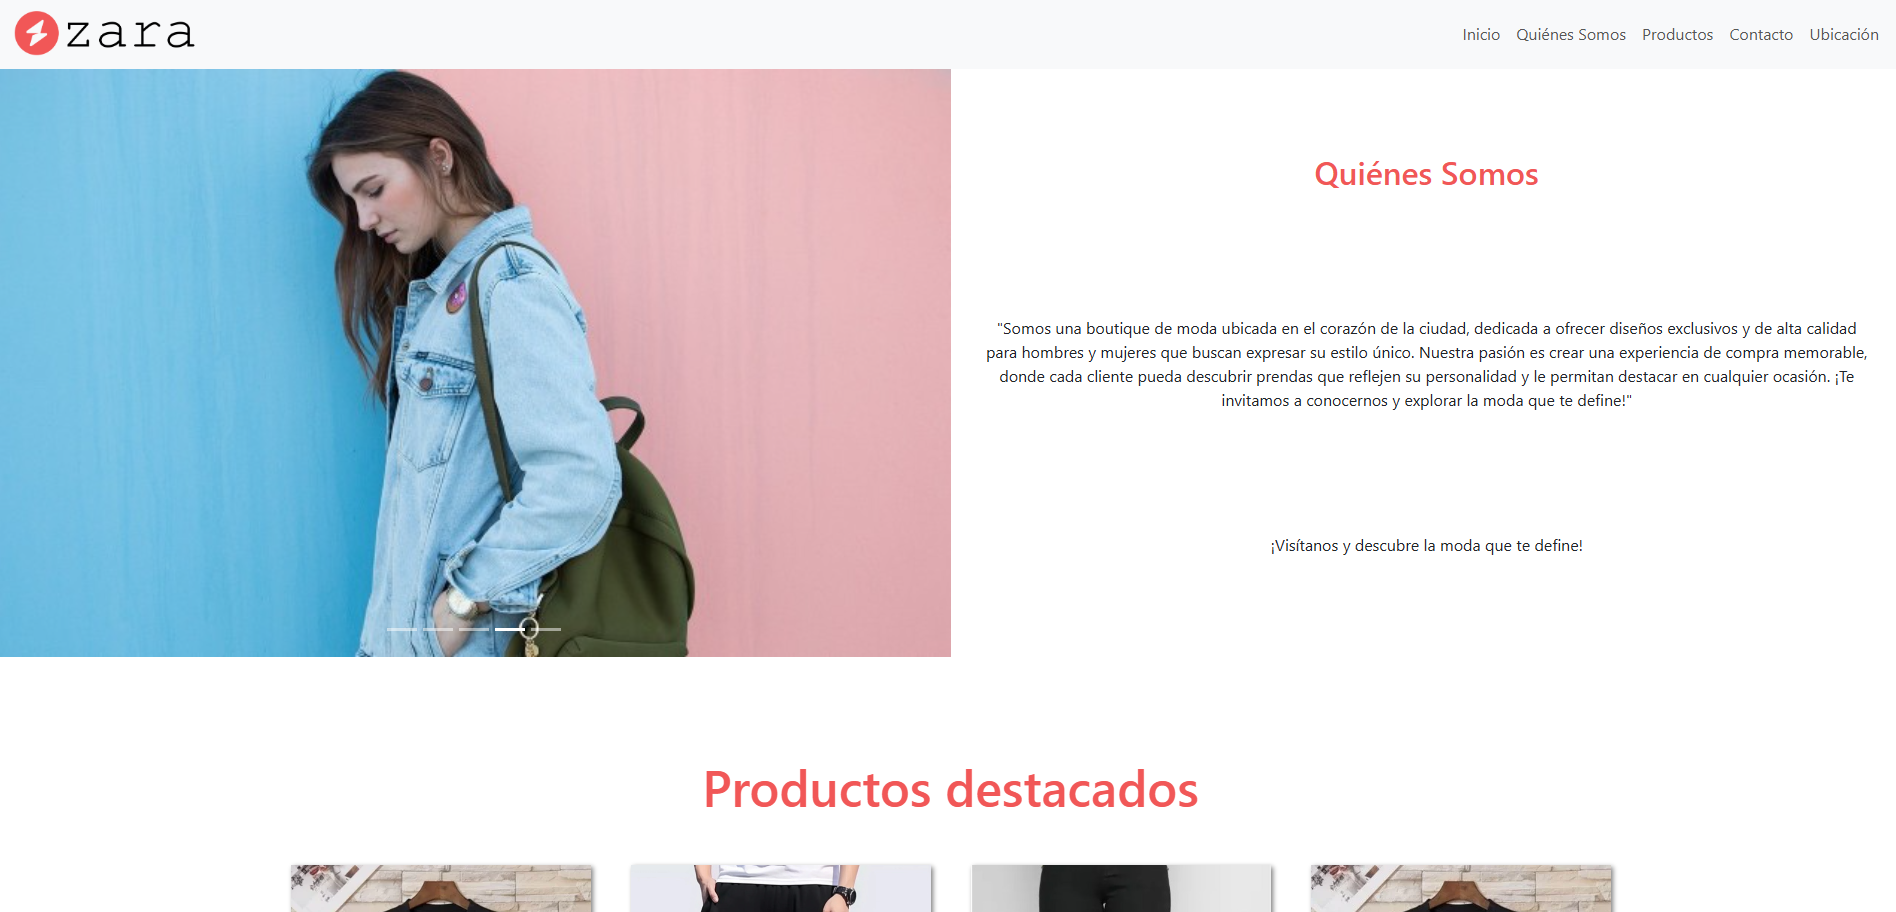 zara
Inicio Quiénes Somos Productos Contacto Ubicación
Quiénes Somos
"Somos una boutique de moda ubicada en el corazón de la ciudad, dedicada a ofrecer diseños exclusivos y de alta calidad
para hombres y mujeres que buscan expresar su estilo único. Nuestra pasión es crear una experiencia de compra memorable,
donde cada cliente pueda descubrir prendas que reflejen su personalidad y le permitan destacar en cualquier ocasión. ¡Te
invitamos a conocernos y explorar la moda que te define!"
¡Visítanos y descubre la moda que te define!
Productos destacados